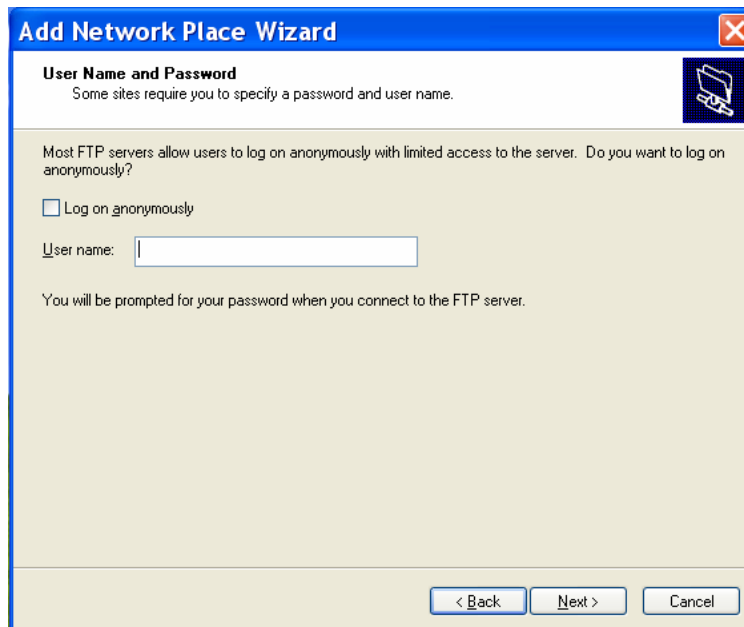 Add Network Place Wizard
User Name and Password
Some sites require you to specify a password and user name.
Most FTP servers allow users to log on anonymously with limited access to the server.  Do you want to log on
anonymously?
Log on anonymously
User name:
You will be prompted for your password when you connect to the FTP server.
< Back Next > Cancel